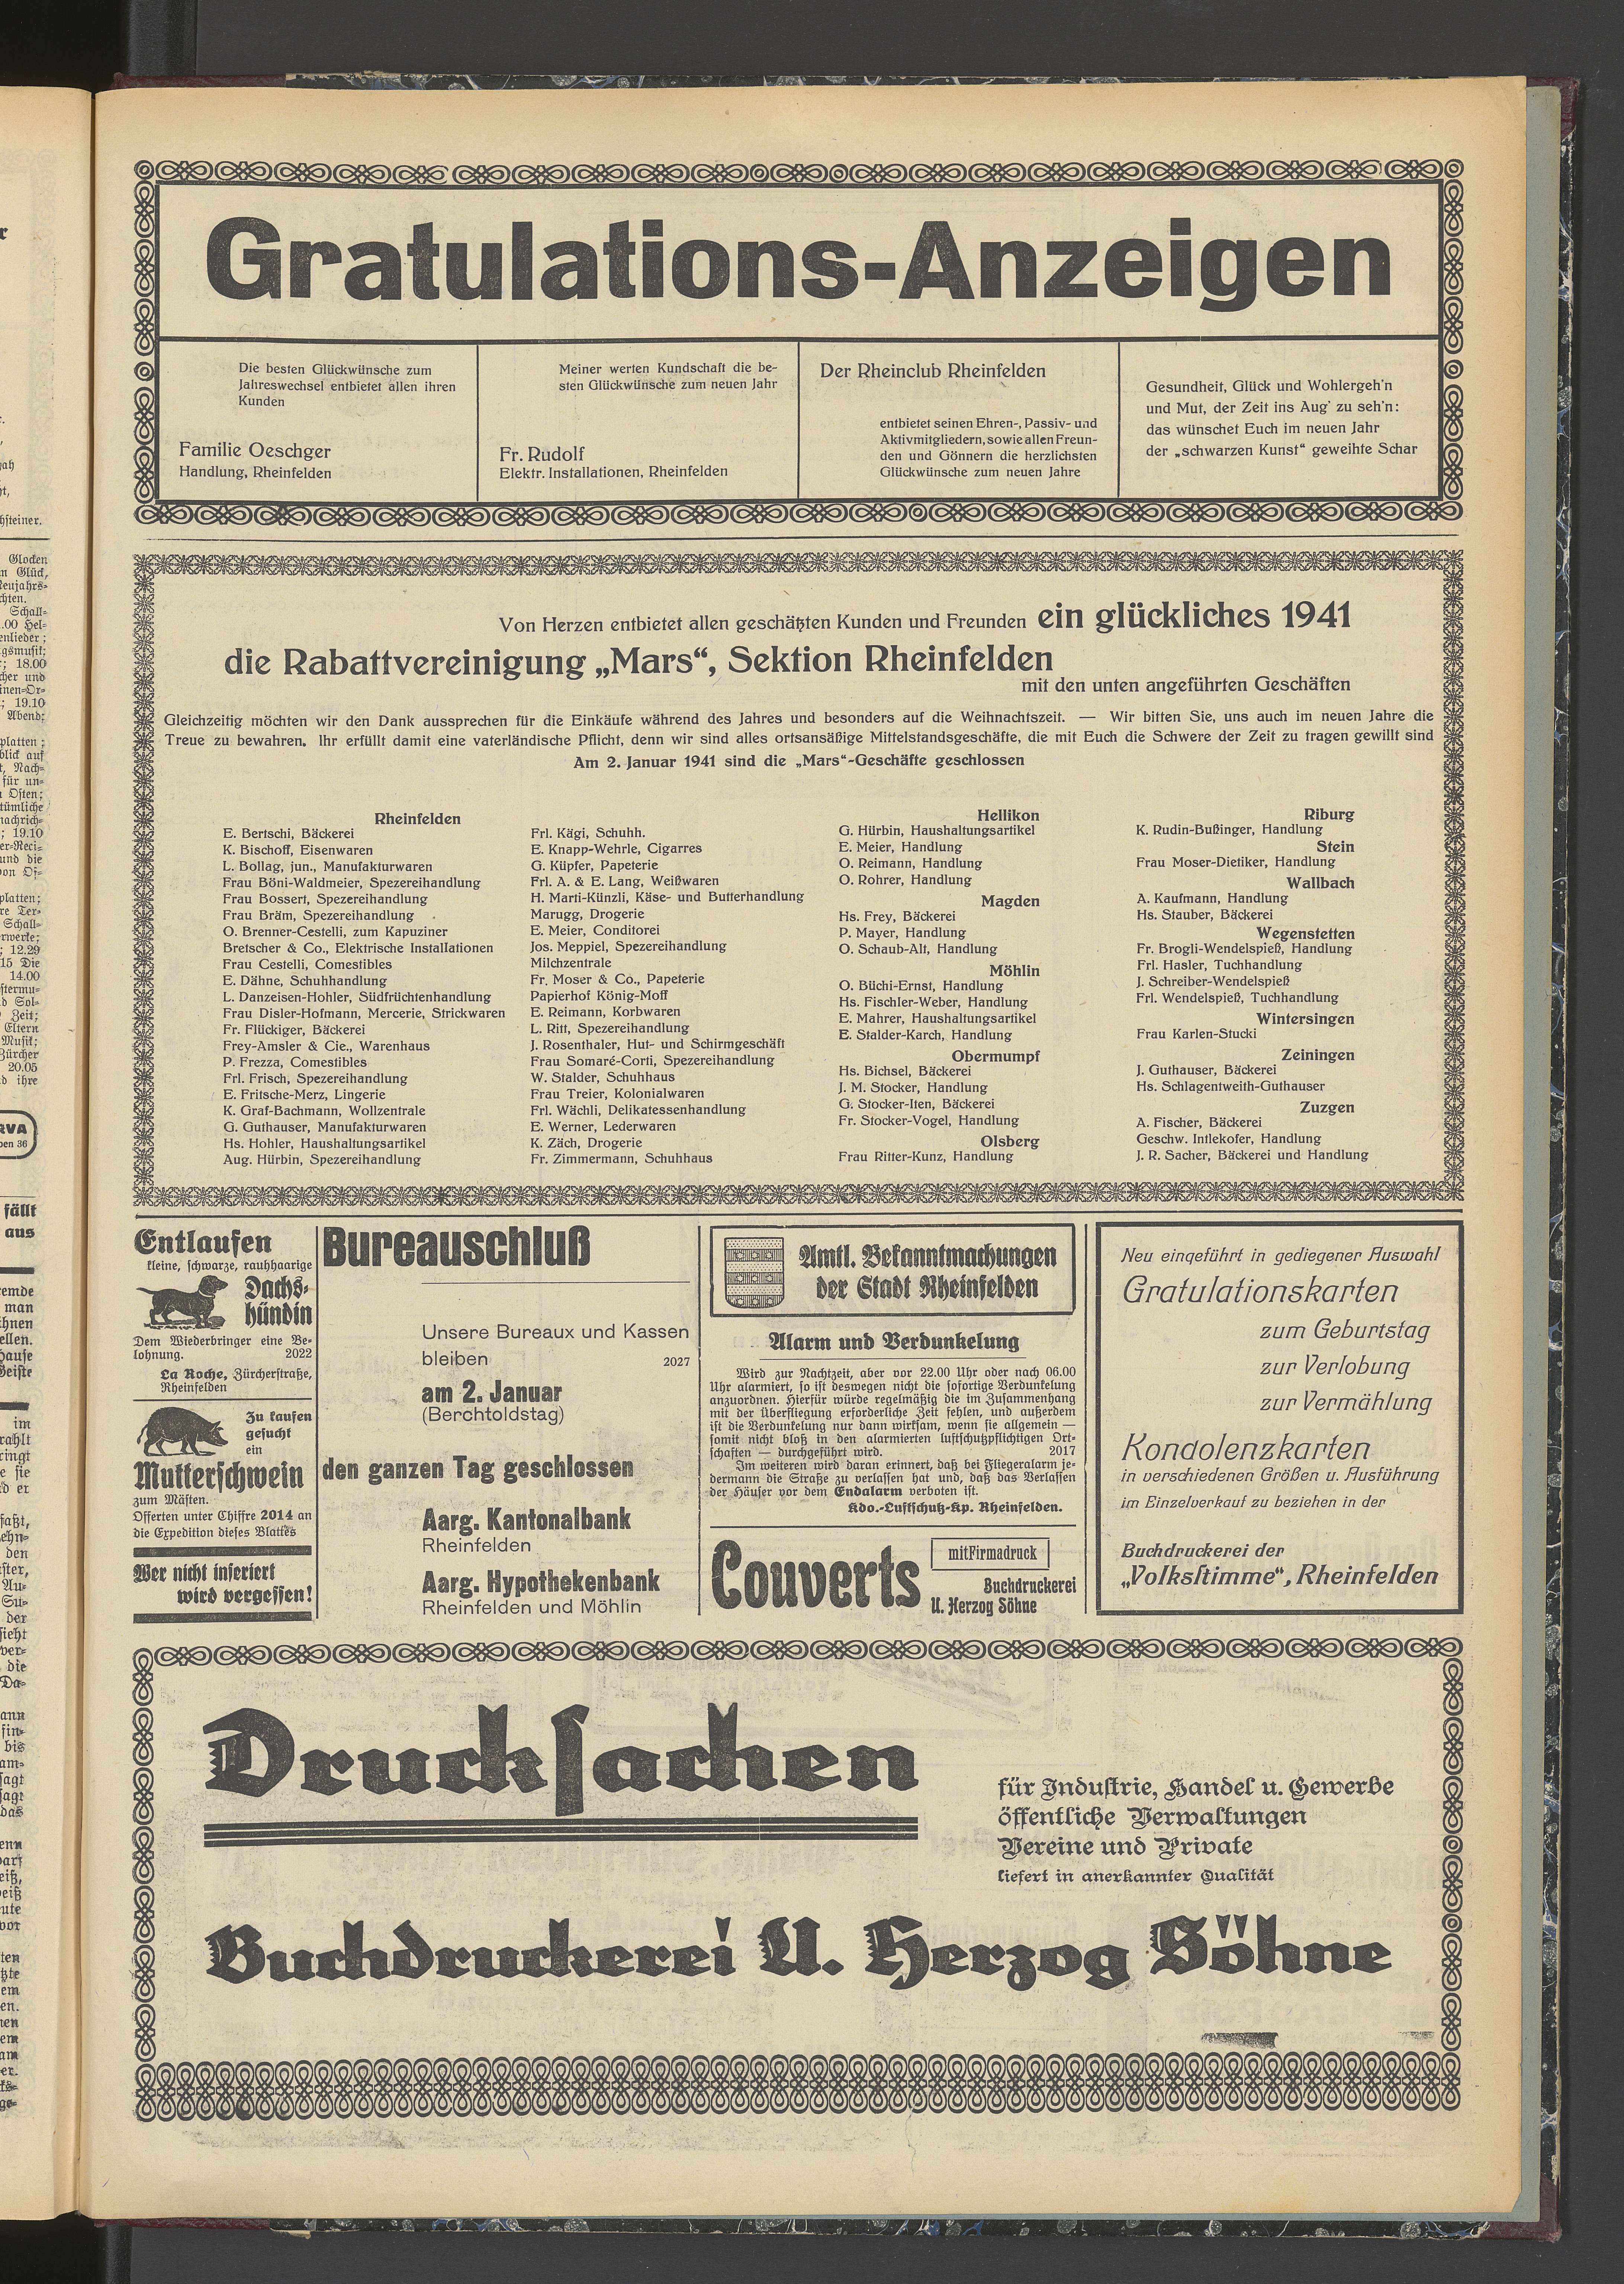 Gratulations-Anzeigen
Die besten Glückwünsche zum
Jahreswechsel entbietet allen ihren
Kunden
Familie Oeschger
Handlung, Rheinfelden
Meiner werten Kundschaft die be-
sten Glückwünsche zum neuen Jahr
Fr. Rudolf
Elektr. Installationen, Rheinfelden
Der Rheinclub Rheinfelden
entbietet seinen Ehren-, Passiv- und
Aktivmitgliedern, sowie allen Freun-
den und Gönnern die herzlichsten
Glückwünsche zum neuen Jahre
Gesundheit, Glück und Wohlergeh'n
und Mut, der Zeit ins Aug' zu seh'n:
das wünschet Euch im neuen Jahr
der „schwarzen Kunst“ geweihte Schar
Von Herzen entbietet allen geschätzten Kunden und Freunden ein glückliches 1941
die Rabattvereinigung „Mars“, Sektion Rheinfelden
mit den unten angeführten Geschäften
Gleichzeitig möchten wir den Dank aussprechen für die Einkäufe während des Jahres und besonders auf die Weihnachtszeit. — Wir bitten Sie, uns auch im neuen Jahre die
Treue zu bewahren. Ihr erfüllt damit eine vaterländische Pflicht, denn wir sind alles ortsansäßige Mittelstandsgeschäfte, die mit Euch die Schwere der Zeit zu tragen gewillt sind
Am 2. Januar 1941 sind die „Mars“-Geschäfte geschlossen
Rheinfelden
E. Bertschi, Bäckerei
K. Bischoff, Eisenwaren
L. Bollag, jun., Manufakturwaren
Frau Böni-Waldmeier, Spezereihandlung
Frau Bossert, Spezereihandlung
Frau Bräm, Spezereihandlung
O. Brenner-Cestelli, zum Kapuziner
Bretscher & Co., Elektrische Installationen
Frau Cestelli, Comestibles
E. Dähne, Schuhhandlung
L. Danzeisen-Hohler, Südfrüchtenhandlung
Frau Disler-Hofmann, Mercerie, Strickwaren
Fr. Flückiger, Bäckerei
Frey-Amsler & Cie., Warenhaus
P. Frezza, Comestibles
Frl. Frisch, Spezereihandlung
E. Fritsche-Merz, Lingerie
K. Graf-Bachmann, Wollzentrale
G. Guthauser, Manufakturwaren
Hs. Hohler, Haushaltungsartikel
Aug. Hürbin, Spezereihandlung
Frl. Kägi, Schuhh.
E. Knapp-Wehrle, Cigarres
G. Küpfer, Papeterie
Frl. A. & E. Lang, Weißwaren
H. Marti-Künzli, Käse- und Butterhandlung
Marugg, Drogerie
E. Meier, Conditorei
Jos. Meppiel, Spezereihandlung
Milchzentrale
Fr. Moser & Co., Papeterie
Papierhof König-Moff
E. Reimann, Korbwaren
L. Ritt, Spezereihandlung
J. Rosenthaler, Hut- und Schirmgeschäft
Frau Somaré-Corti, Spezereihandlung
W. Stalder, Schuhhaus
Frau Treier, Kolonialwaren
Frl. Wächli, Delikatessenhandlung
E. Werner, Lederwaren
K. Zäch, Drogerie
Fr. Zimmermann, Schuhhaus
Hellikon
G. Hürbin, Haushaltungsartikel
E. Meier, Handlung
O. Reimann, Handlung
O. Rohrer, Handlung
Magden
Hs. Frey, Bäckerei
P. Mayer, Handlung
O. Schaub-Alt, Handlung
Möhlin
O. Büchi-Ernst, Handlung
Hs. Fischler-Weber, Handlung
E. Mahrer, Haushaltungsartikel
E. Stalder-Karch, Handlung
Obermumpf
Hs. Bichsel, Bäckerei
J. M. Stocker, Handlung
G. Stocker-Iten, Bäckerei
Fr. Stocker-Vogel, Handlung
Olsberg
Frau Ritter-Kunz, Handlung
Riburg
K. Rudin-Bußinger, Handlung
Stein
Frau Moser-Dietiker, Handlung
Wallbach
A. Kaufmann, Handlung
Hs. Stauber, Bäckerei
Wegenstetten
Fr. Brogli-Wendelspieß, Handlung
Frl. Hasler, Tuchhandlung
J. Schreiber-Wendelspieß
Frl. Wendelspieß, Tuchhandlung
Wintersingen
Frau Karlen-Stucki
Zeiningen
J. Guthauser, Bäckerei
Hs. Schlagentweith-Guthauser
Zuzgen
A. Fischer, Bäckerei
Geschw. Intlekofer, Handlung
J. R. Sacher, Bäckerei und Handlung
Entlaufen
kleine, schwarze, rauhhaarige
Dachs-
hündin
Dem Wiederbringer eine Be-
lohnung. 2022
La Roche, Zürcherstraße,
Rheinfelden
Zu kaufen
gesucht
ein
Mutterschwein
zum Mästen.
Offerten unter Chiffre 2014 an
die Expedition dieses Blattes
Wer nicht inseriert
wird vergessen!
Bureauschluß
Unsere Bureaux und Kassen
bleiben 2027
am 2. Januar
(Berchtoldstag)
den ganzen Tag geschlossen
Aarg. Kantonalbank
Rheinfelden
Aarg. Hypothekenbank
Rheinfelden und Möhlin
Amtl. Bekanntmachungen
der Stadt Rheinfelden
Alarm und Verdunkelung
Wird zur Nachtzeit, aber vor 22.00 Uhr oder nach 06.00
Uhr alarmiert, so ist deswegen nicht die sofortige Verdunkelung
anzuordnen. Hierfür würde regelmäßig die im Zusammenhang
mit der Überfliegung erforderliche Zeit fehlen, und außerdem
ist die Verdunkelung nur dann wirksam, wenn sie allgemein —
somit nicht bloß in den alarmierten luftschutzpflichtigen Ort-
schaften — durchgeführt wird. 2017
Im weiteren wird daran erinnert, daß bei Fliegeralarm je-
dermann die Straße zu verlassen hat und, daß das Verlassen
der Häuser vor dem Endalarm verboten ist.
Kdo.-Luftschutz-Kp. Rheinfelden.
Couverts
mit Firmadruck
Buchdruckerei
U. Herzog Söhne
Neu eingeführt in gediegener Auswahl
Gratulationskarten
zum Geburtstag
zur Verlobung
zur Vermählung
Kondolenzkarten
in verschiedenen Größen u. Ausführung
im Einzelverkauf zu beziehen in der
Buchdruckerei der
„Volksstimme“, Rheinfelden
Drucksachen
für Industrie, Handel u. Gewerbe
öffentliche Verwaltungen
Vereine und Private
liefert in anerkannter Qualität
Buchdruckerei U. Herzog Söhne